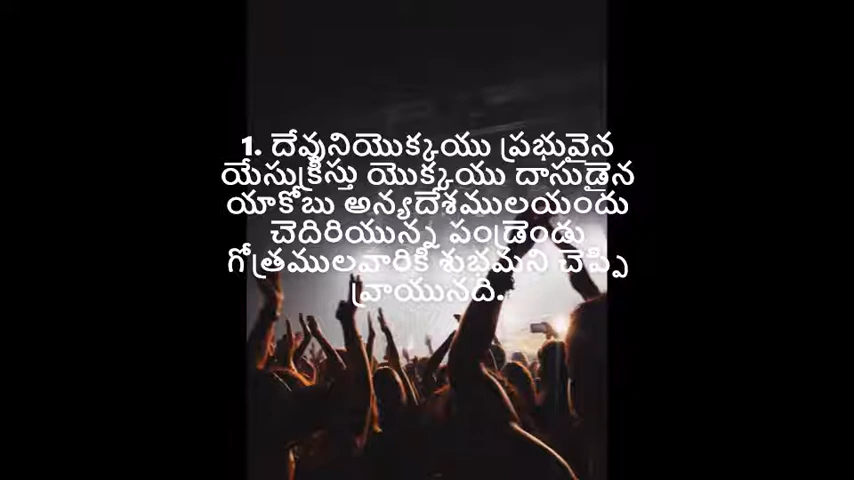 1. దేవునియొక్కయు ప్రభువైన
యేసుక్రీస్తు యొక్కయు దాసుడైన
యాకోబు అన్యదేశములయందు
చెదిరియున్న పండ్రెండు
గోత్రములవారికి శుభమని చెప్పి
వ్రాయునది.